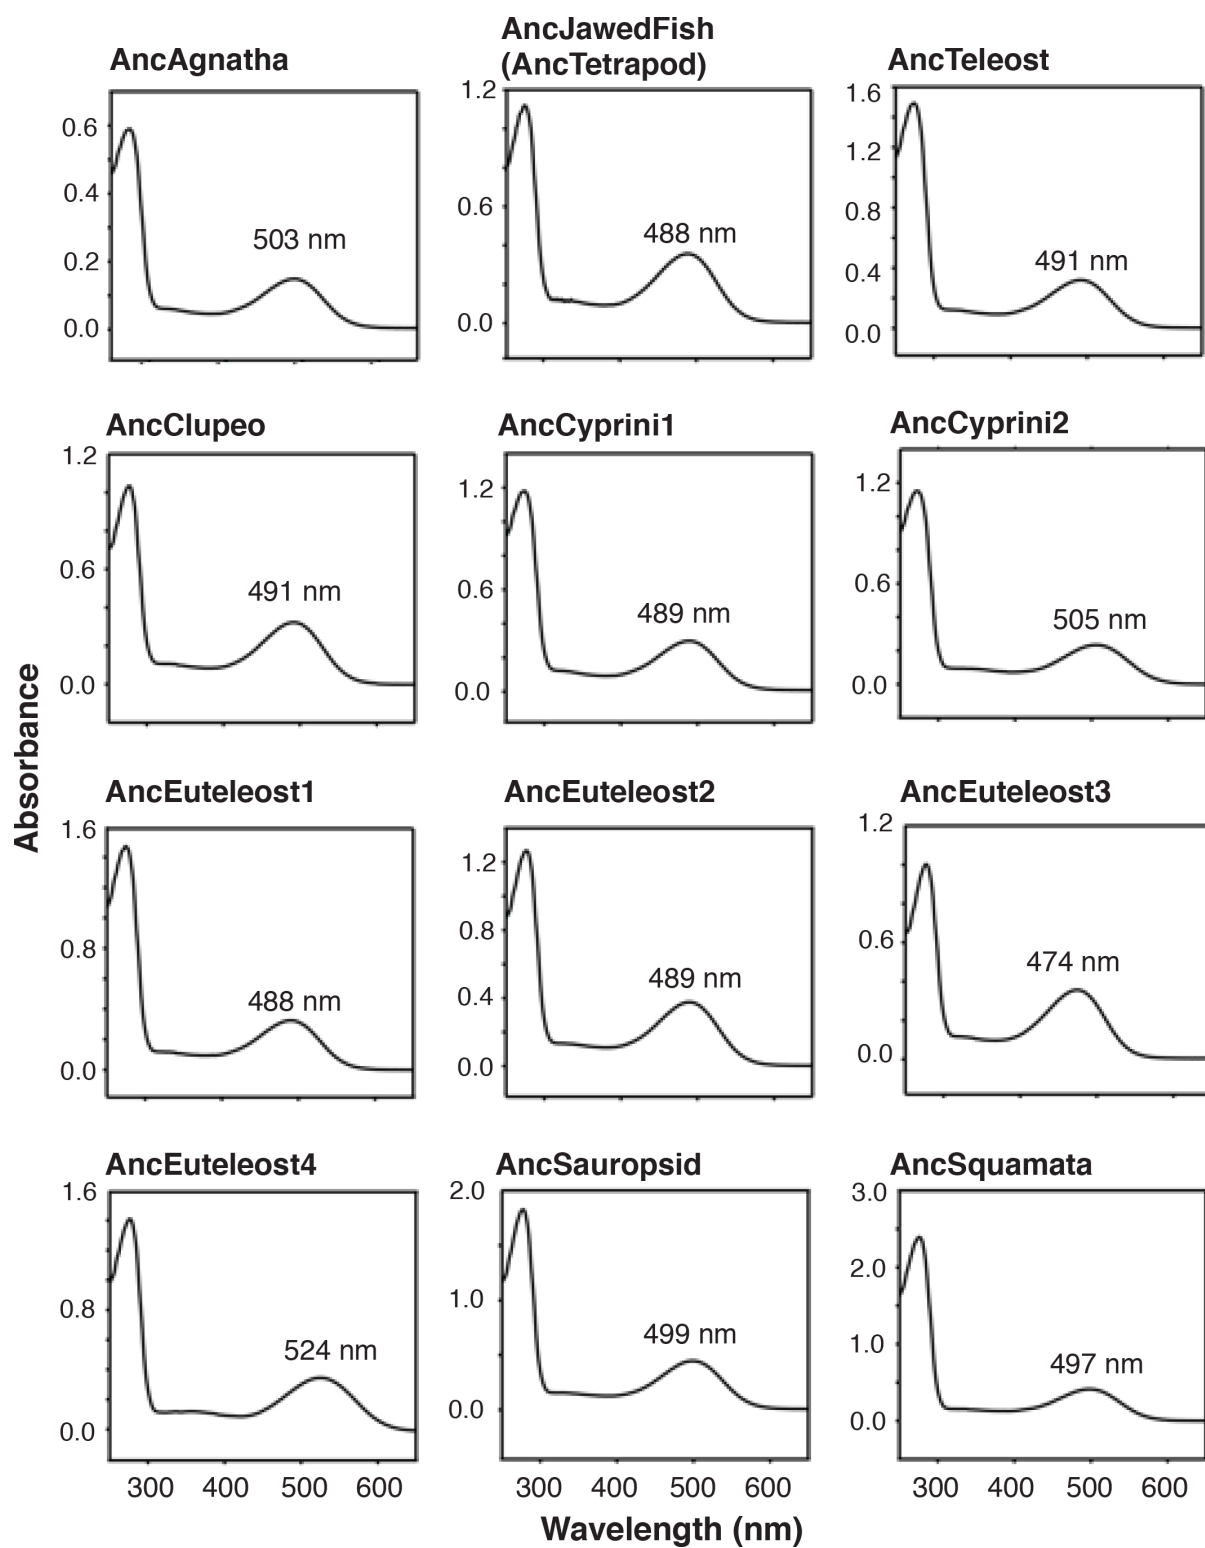 AncAgnatha
AncJawedFish
(AncTetrapod)
AncTeleost
0.6
0.4
0.2
0.0
503 nm
1.2
0.6
0.0
488 nm
1.6
1.2
0.8
0.4
0.0
491 nm
AncClupeo
AncCyprini1
AncCyprini2
1.2
0.6
0.0
491 nm
1.2
0.6
0.0
489 nm
1.2
0.6
0.0
505 nm
Absorbance
AncEuteleost1
AncEuteleost2
AncEuteleost3
1.6
0.8
0.0
488 nm
1.2
0.8
0.4
0.0
489 nm
1.2
0.6
0.0
474 nm
AncEuteleost4
AncSauropsid
AncSquamata
1.6
0.8
0.0
524 nm
2.0
1.0
0.0
499 nm
3.0
2.0
1.0
0.0
497 nm
300 400 500 600
300 400 500 600
300 400 500 600
Wavelength (nm)